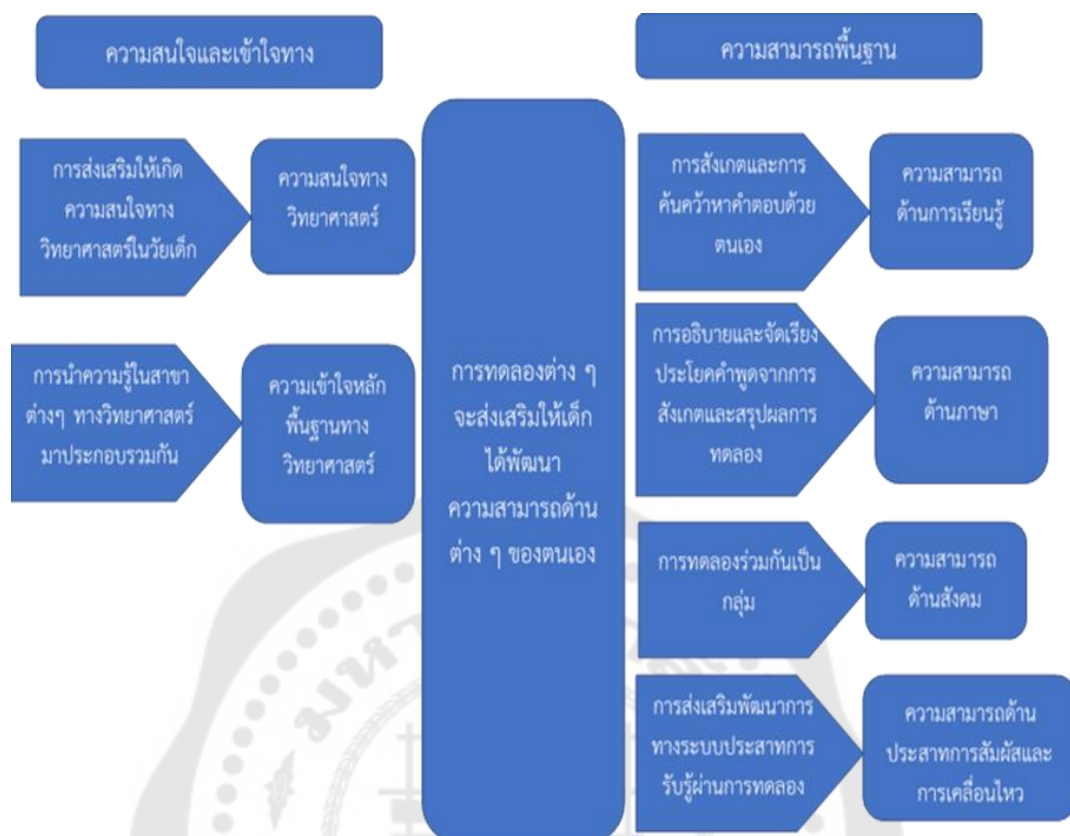 ความสนใจและเข้าใจทาง
ความสามารถพื้นฐาน
การส่งเสริมให้เกิด
ความสนใจทาง
วิทยาศาสตร์ในวัยเด็ก
ความสนใจทาง
วิทยาศาสตร์
การนำความรู้ในสาขา
ต่างๆ ทางวิทยาศาสตร์
มาประกอบรวมกัน
ความเข้าใจหลัก
พื้นฐานทาง
วิทยาศาสตร์
การทดลองต่าง ๆ
จะส่งเสริมให้เด็ก
ได้พัฒนา
ความสามารถด้าน
ต่าง ๆ ของตนเอง
การสังเกตและการ
ค้นคว้าหาคำตอบด้วย
ตนเอง
ความสามารถ
ด้านการเรียนรู้
การอธิบายและจัดเรียง
ประโยคคำพูดจากการ
สังเกตและสรุปผลการ
ทดลอง
ความสามารถ
ด้านภาษา
การทดลองร่วมกันเป็น
กลุ่ม
ความสามารถ
ด้านสังคม
การส่งเสริมพัฒนาการ
ทางระบบประสาทการ
รับรู้ผ่านการทดลอง
ความสามารถด้าน
ประสาทการสัมผัสและ
การเคลื่อนไหว